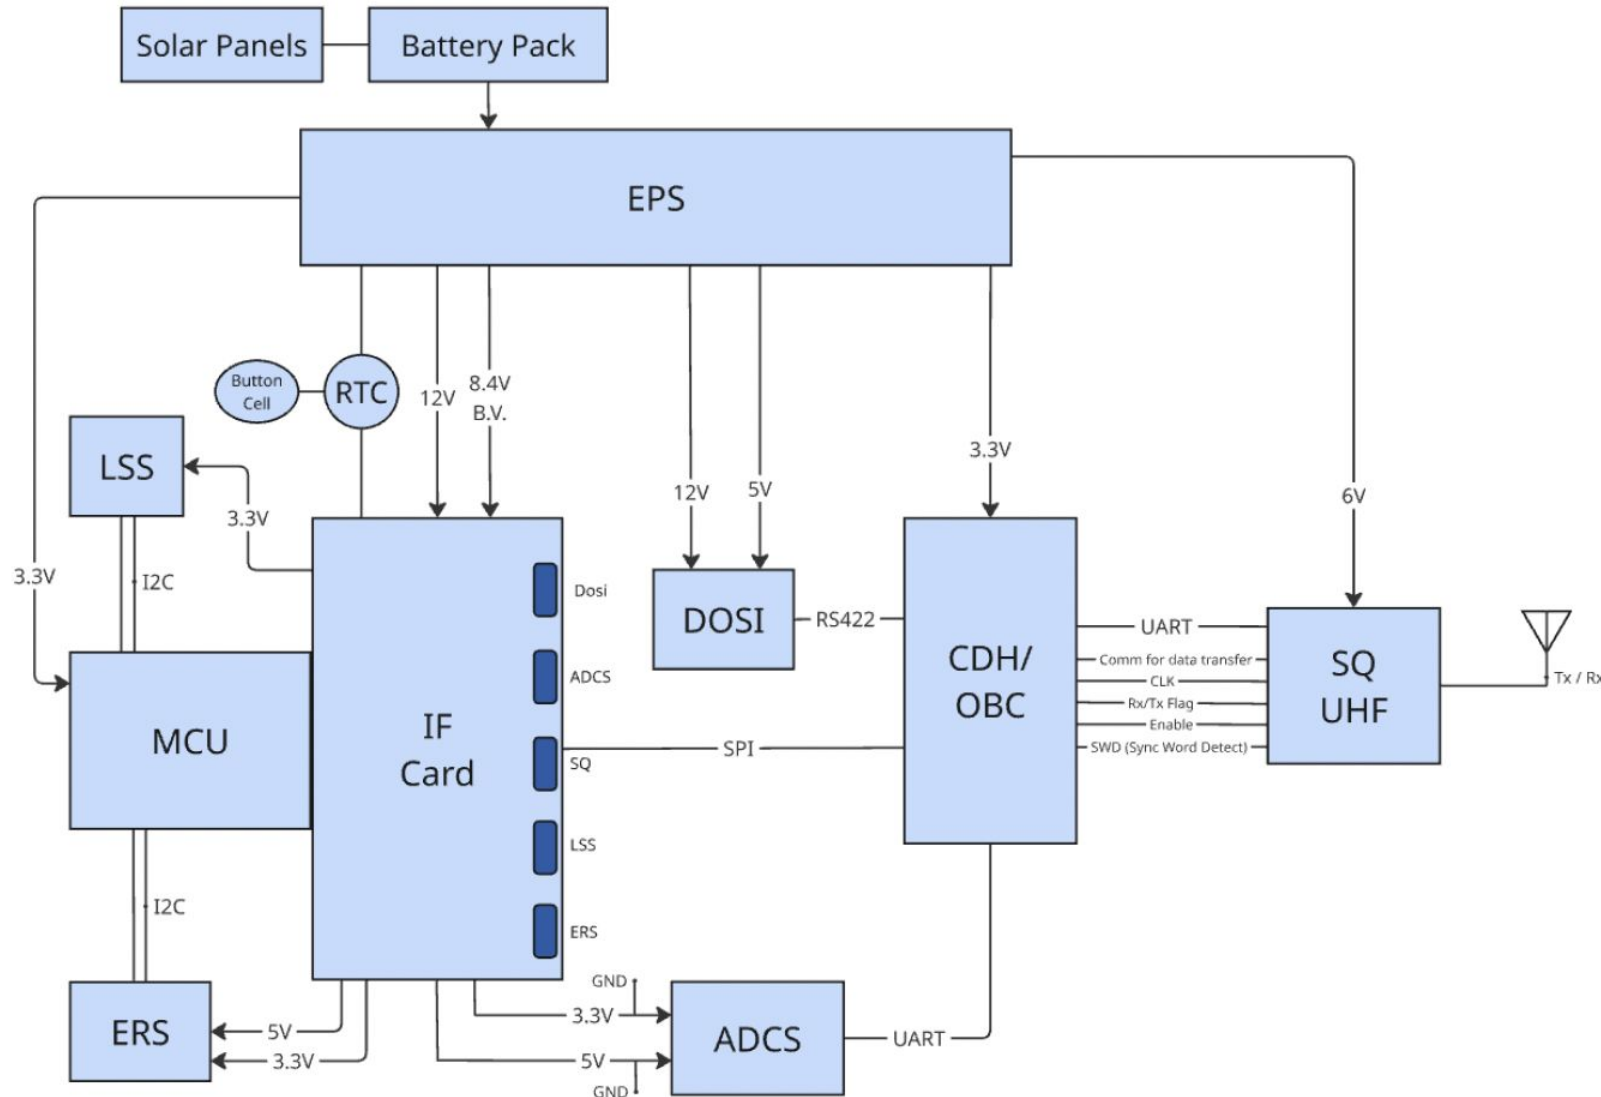 Solar Panels
Battery Pack
EPS
Button
Cell
RTC
12V
8.4V
B.V.
3.3V
LSS
3.3V
12V
5V
6V
3.3V
I2C
Dosi
DOSI
RS422
CDH/
OBC
UART
Comm for data transfer
CLK
Rx/Tx Flag
Enable
SWD (Sync Word Detect)
SQ
UHF
Tx / Rx
ADCS
MCU
IF
Card
SPI
SQ
LSS
I2C
ERS
ERS
5V
3.3V
GND
3.3V
5V
GND
ADCS
UART